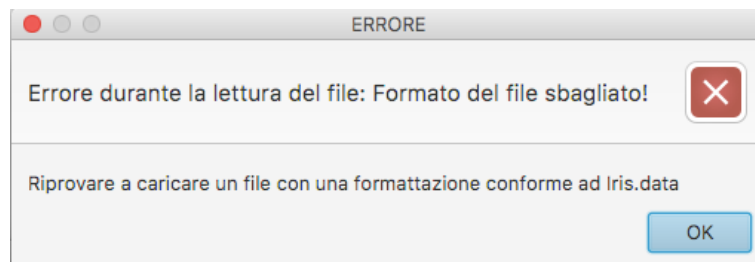 ERRORE
Errore durante la lettura del file: Formato del file sbagliato!
Riprovare a caricare un file con una formattazione conforme ad Iris.data
OK